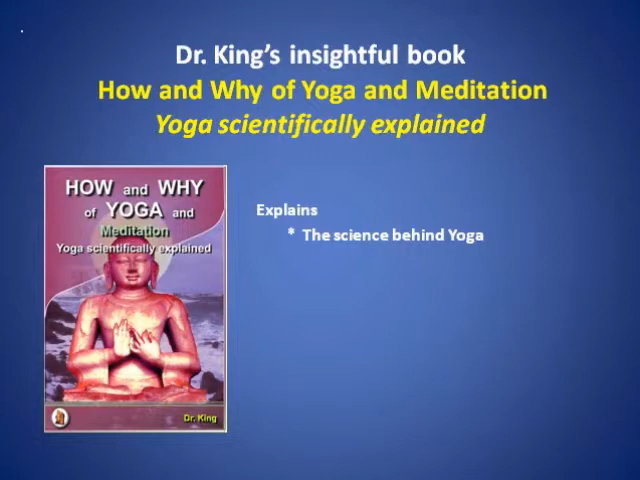 Dr. King's insightful book
How and Why of Yoga and Meditation
Yoga scientifically explained
HOW and WHY
of YOGA and
Meditation
Yoga scientifically explained
Dr. King
Explains
* The science behind Yoga